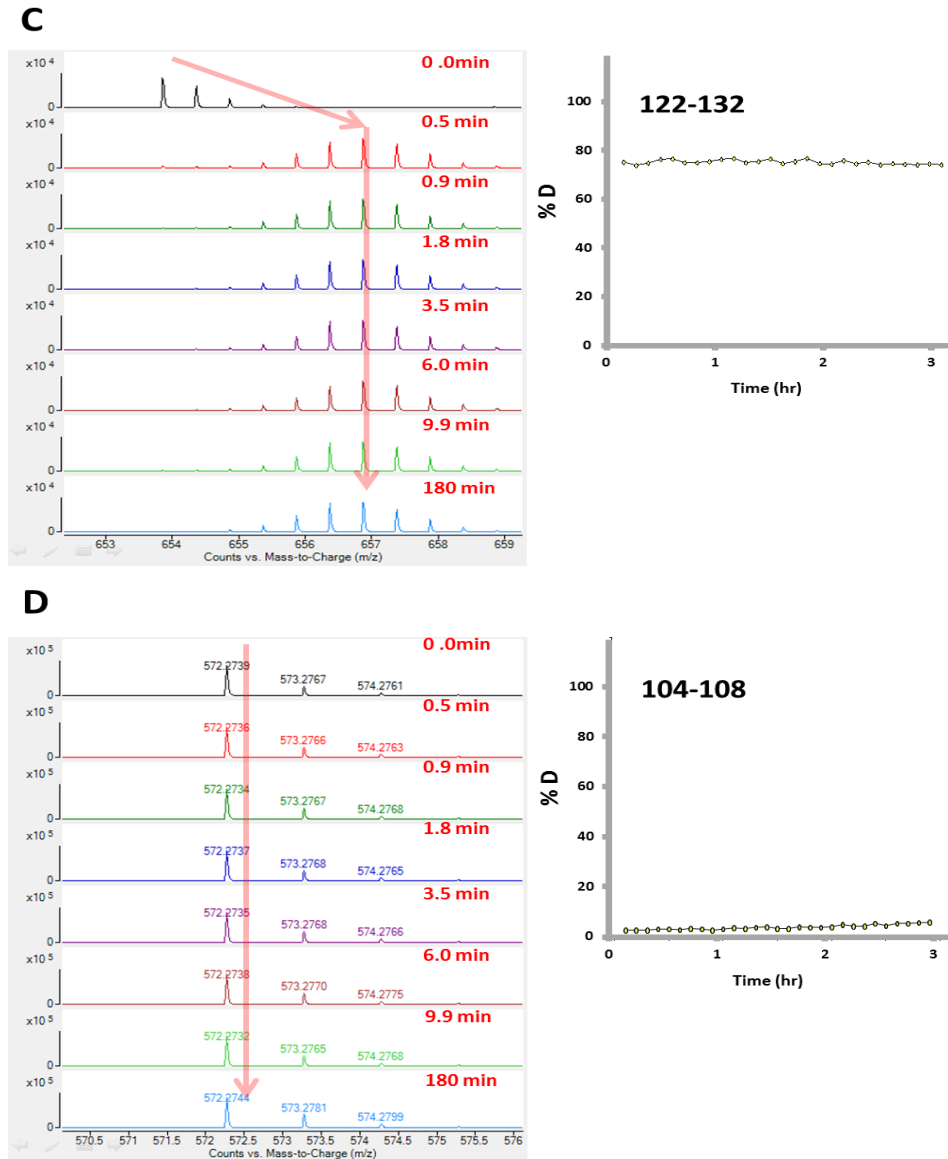 C
x10 4
0
0 .0min
x10 4
0
0.5 min
x10 4
0
0.9 min
x10 4
0
1.8 min
x10 4
0
3.5 min
x10 4
0
6.0 min
x10 4
0
9.9 min
x10 4
0
180 min
653 654 655 656 657 658 659
Counts vs. Mass-to-Charge (m/z)
122-132
100
80
60
40
20
0
% D
0 1 2 3
Time (hr)
D
x10 5
0
0 .0min
572.2739 573.2767 574.2761
x10 5
0
0.5 min
572.2736 573.2766 574.2763
x10 5
0
0.9 min
572.2734 573.2767 574.2768
x10 5
0
1.8 min
572.2737 573.2768 574.2765
x10 5
0
3.5 min
572.2735 573.2768 574.2766
x10 5
0
6.0 min
572.2738 573.2770 574.2775
x10 5
0
9.9 min
572.2732 573.2765 574.2768
x10 5
0
180 min
572.2744 573.2781 574.2799
570.5 571 571.5 572 572.5 573 573.5 574 574.5 575 575.5 576
Counts vs. Mass-to-Charge (m/z)
104-108
100
80
60
40
20
0
% D
0 1 2 3
Time (hr)